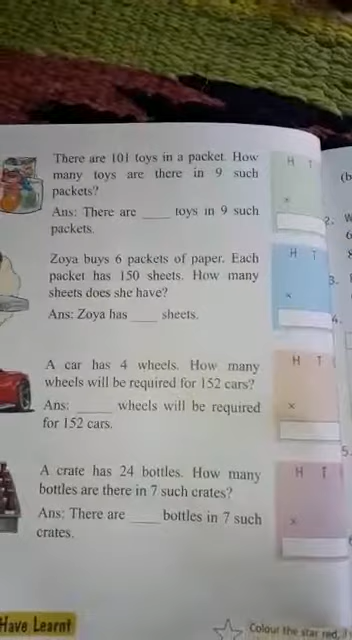 There are 101 toys in a packet. How
many toys are there in 9 such
packets?
Ans: There are ____ toys in 9 such
packets.
H T
×
Zoya buys 6 packets of paper. Each
packet has 150 sheets. How many
sheets does she have?
Ans: Zoya has ____ sheets.
H T
×
A car has 4 wheels. How many
wheels will be required for 152 cars?
Ans: ____ wheels will be required
for 152 cars.
H T
×
A crate has 24 bottles. How many
bottles are there in 7 such crates?
Ans: There are ____ bottles in 7 such
crates.
H T
×
(b
2.
3.
4.
5.
Have Learnt
Colour the star red,